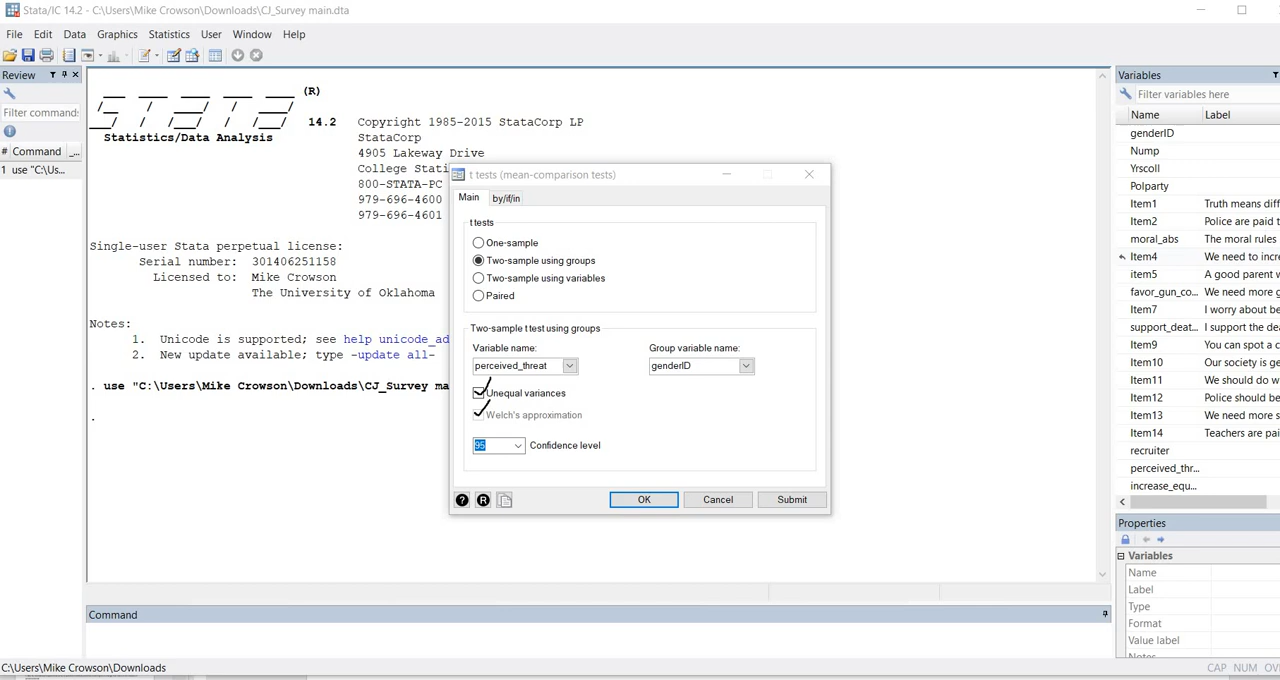 Stata/IC 14.2 - C:\Users\Mike Crowson\Downloads\CJ_Survey main.dta
File Edit Data Graphics Statistics User Window Help
Review
Filter commands
# Command _...
1 use "C:\Us...
(R)
STATA
14.2 Copyright 1985-2015 StataCorp LP
Statistics/Data Analysis StataCorp
4905 Lakeway Drive
College Stati
800-STATA-PC
979-696-4600
979-696-4601
Single-user Stata perpetual license:
Serial number: 301406251158
Licensed to: Mike Crowson
The University of Oklahoma
Notes:
1. Unicode is supported; see help unicode_ad
2. New update available; type -update all-
. use "C:\Users\Mike Crowson\Downloads\CJ_Survey ma
.
t tests (mean-comparison tests)
Main by/if/in
t tests
One-sample
Two-sample using groups
Two-sample using variables
Paired
Two-sample t test using groups
Variable name: Group variable name:
perceived_threat genderID
Unequal variances
Welch's approximation
95 Confidence level
? R OK Cancel Submit
Variables
Filter variables here
Name Label
genderID
Nump
Yrscoll
Polparty
Item1 Truth means diff
Item2 Police are paid t
moral_abs The moral rules
Item4 We need to incre
item5 A good parent w
favor_gun_co... We need more g
Item7 I worry about be
support_deat... I support the dea
Item9 You can spot a c
Item10 Our society is ge
Item11 We should do w
Item12 Police should be
Item13 We need more s
Item14 Teachers are paid
recruiter
perceived_thr...
increase_equ...
Properties
Variables
Name
Label
Type
Format
Value label
Notes
Command
C:\Users\Mike Crowson\Downloads
CAP NUM OV